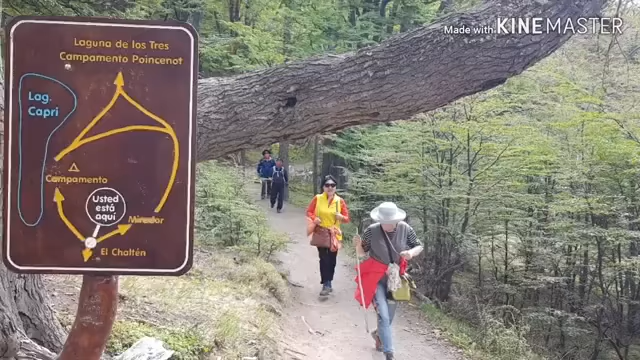 Laguna de los Tres
Campamento Poincenot
Lag.
Capri
Campamento
Usted
está
aquí
Mirador
El Chaltén
Made with KINEMASTER